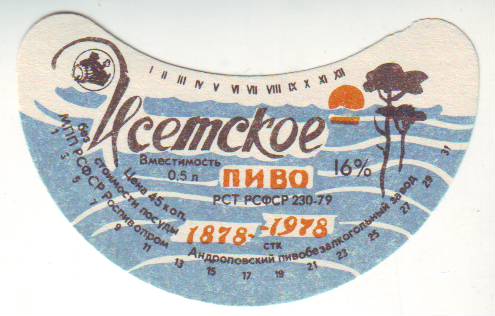 I II III IV V VI VII VIII IX X XI XII
Исетское
Вместимость
0,5 л
ПИВО
16%
РСТ РСФСР 230-79
1878-1978
стк
МПП РСФСР Роспивопром
Цена 45 коп.
без стоимости посуды
Андроповский пивобезалкогольный завод
1 3 5 7 9 11 13 15 17 19 21 23 25 27 29 31